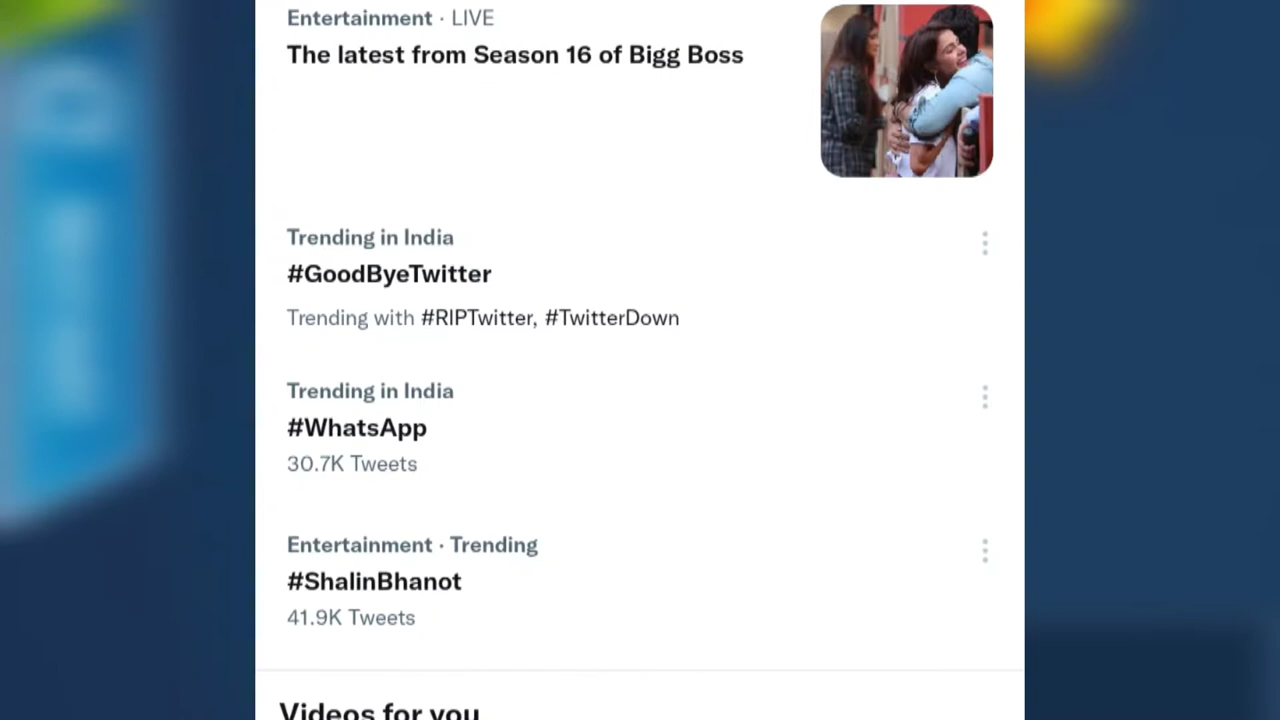 Entertainment · LIVE
The latest from Season 16 of Bigg Boss
Trending in India
#GoodByeTwitter
Trending with #RIPTwitter, #TwitterDown
Trending in India
#WhatsApp
30.7K Tweets
Entertainment · Trending
#ShalinBhanot
41.9K Tweets
Videos for you